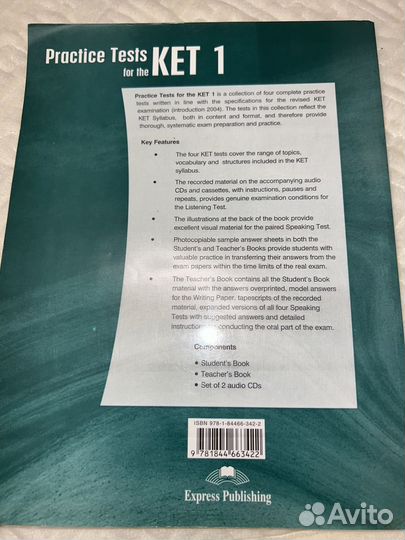 Practice Tests
for the KET 1
Practice Tests for the KET 1 is a collection of four complete practice
tests written in line with the specifications for the revised KET
examination (introduction 2004). The tests in this collection reflect the
KET Syllabus, both in content and format, and therefore provide
thorough, systematic exam preparation and practice.
Key Features
• The four KET tests cover the range of topics,
vocabulary and structures included in the KET
syllabus.
• The recorded material on the accompanying audio
CDs and cassettes, with instructions, pauses and
repeats, provides genuine examination conditions for
the Listening Test.
• The illustrations at the back of the book provide
excellent visual material for the paired Speaking Test.
• Photocopiable sample answer sheets in both the
Student's and Teacher's Books provide students with
valuable practice in transferring their answers from the
exam papers within the time limits of the real exam.
• The Teacher's Book contains all the Student's Book
material with the answers overprinted, model answers
for the Writing Paper, tapescripts of the recorded
material, expanded versions of all four Speaking
Tests with suggested answers and detailed
instructions conducting the oral part of the exam.
Components
• Student's Book
• Teacher's Book
• Set of 2 audio CDs
ISBN 978-1-84466-342-2
9 781844 663422
Express Publishing
Avito